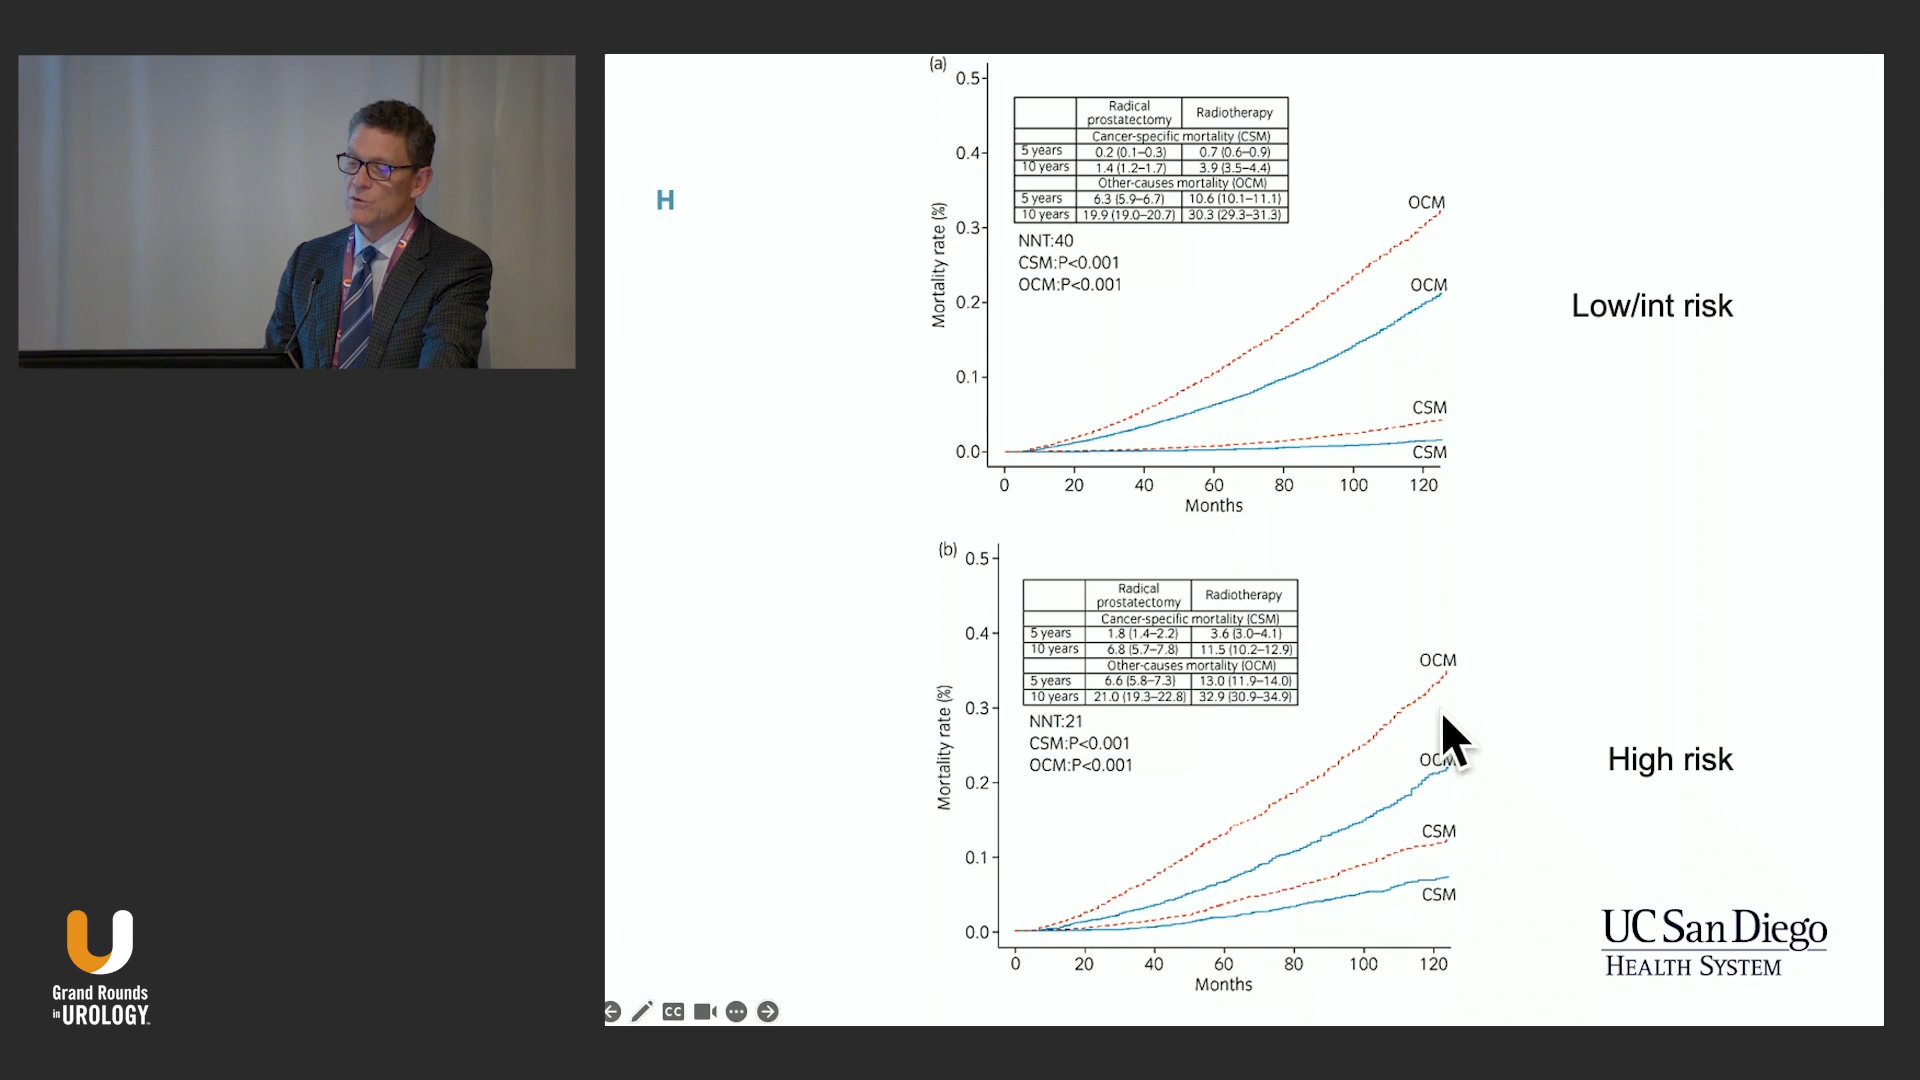 H
(a)
0.5
0.4
0.3
0.2
0.1
0.0
Mortality rate (%)
Radical prostatectomy Radiotherapy
Cancer-specific mortality (CSM)
5 years 0.2 (0.1–0.3) 0.7 (0.6–0.9)
10 years 1.4 (1.2–1.7) 3.9 (3.5–4.4)
Other-causes mortality (OCM)
5 years 6.3 (5.9–6.7) 10.6 (10.1–11.1)
10 years 19.9 (19.0–20.7) 30.3 (29.3–31.3)
NNT:40
CSM:P<0.001
OCM:P<0.001
OCM
OCM
CSM
CSM
0 20 40 60 80 100 120
Months
Low/int risk
(b)
0.5
0.4
0.3
0.2
0.1
0.0
Mortality rate (%)
Radical prostatectomy Radiotherapy
Cancer-specific mortality (CSM)
5 years 1.8 (1.4–2.2) 3.6 (3.0–4.1)
10 years 6.8 (5.7–7.8) 11.5 (10.2–12.9)
Other-causes mortality (OCM)
5 years 6.6 (5.8–7.3) 13.0 (11.9–14.0)
10 years 21.0 (19.3–22.8) 32.9 (30.9–34.9)
NNT:21
CSM:P<0.001
OCM:P<0.001
OCM
OCM
CSM
CSM
0 20 40 60 80 100 120
Months
High risk
UC San Diego
HEALTH SYSTEM
CC
Grand Rounds
in UROLOGY